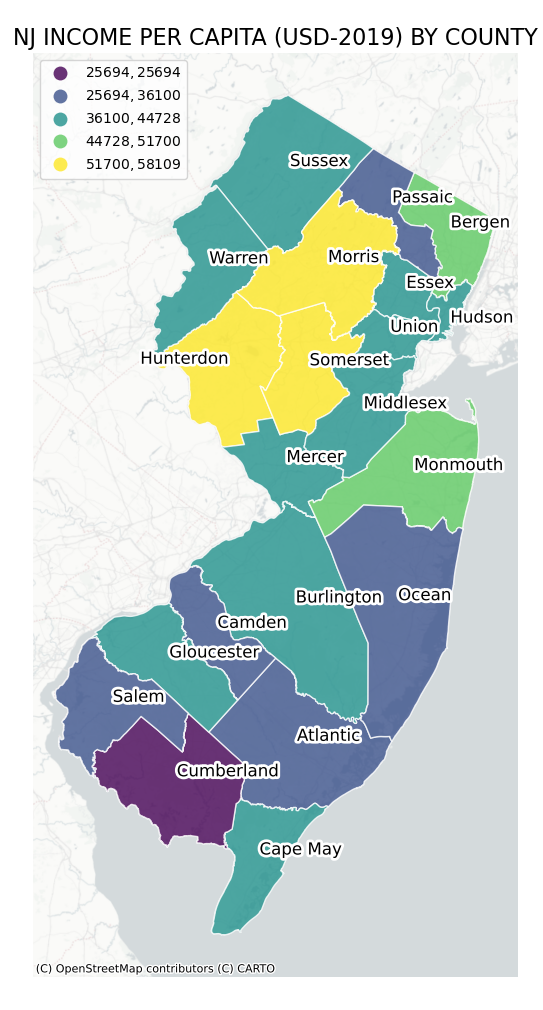 NJ INCOME PER CAPITA (USD-2019) BY COUNTY
25694, 25694
25694, 36100
36100, 44728
44728, 51700
51700, 58109
Sussex
Passaic
Bergen
Warren
Morris
Essex
Hudson
Union
Hunterdon
Somerset
Middlesex
Mercer
Monmouth
Burlington
Ocean
Camden
Gloucester
Salem
Atlantic
Cumberland
Cape May
(C) OpenStreetMap contributors (C) CARTO